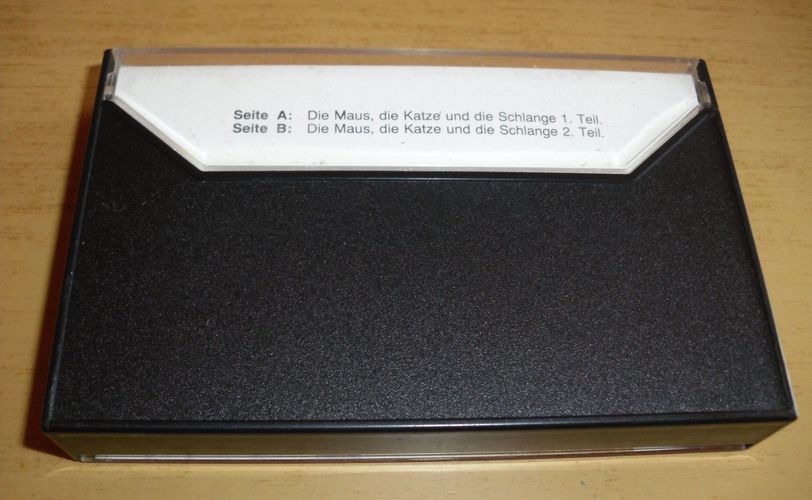 Seite A: Die Maus, die Katze und die Schlange 1. Teil.
Seite B: Die Maus, die Katze und die Schlange 2. Teil.